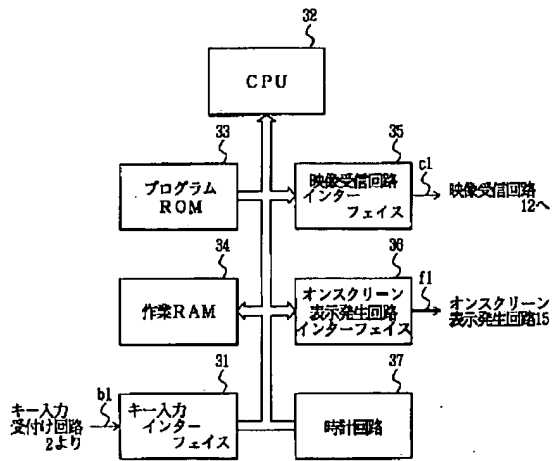 32
CPU
33
プログラム
ROM
35
映像受信回路
インター
フェイス
c1
映像受信回路
12へ
34
作業RAM
36
オンスクリーン
表示発生回路
インターフェイス
f1
オンスクリーン
表示発生回路15
キー入力
受付け回路
2より
b1
31
キー入力
インター
フェイス
37
時計回路